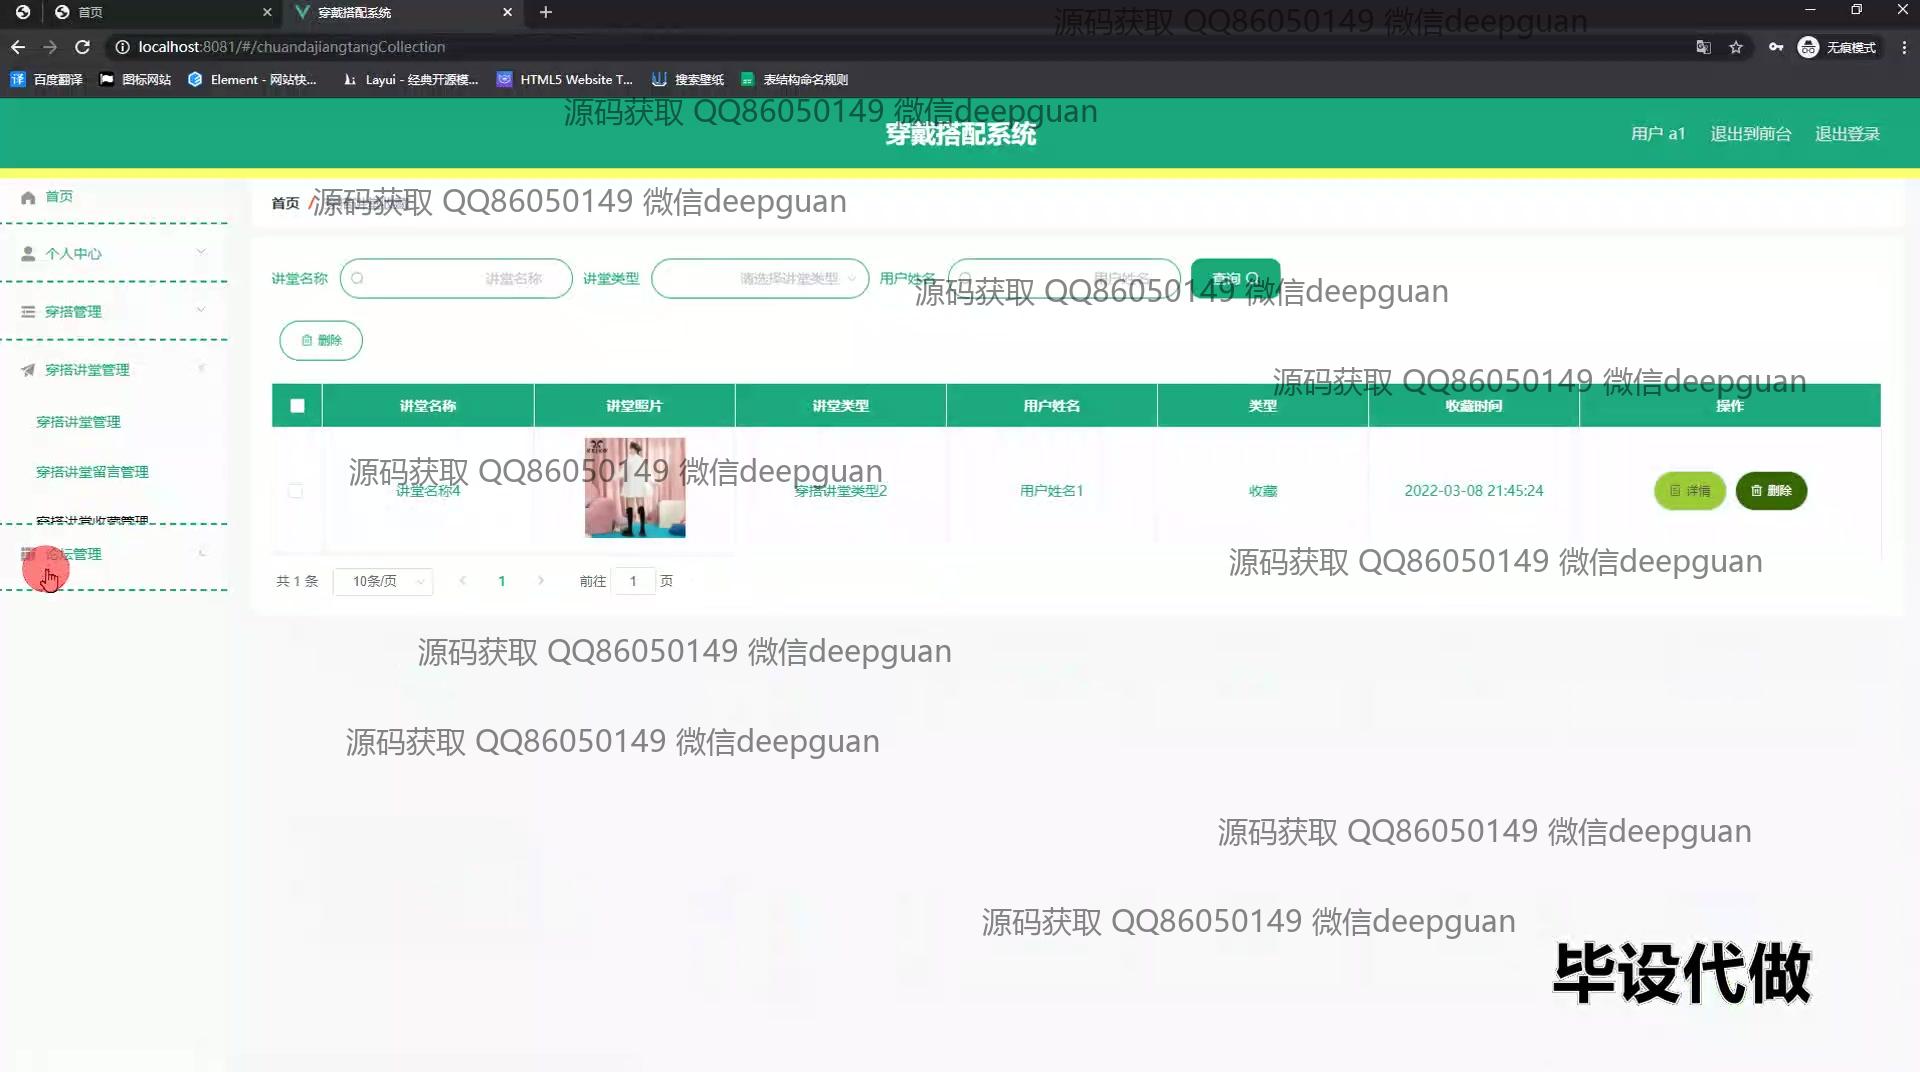 首页
穿戴搭配系统
localhost:8081/#/chuandajiangtangCollection
无痕模式
百度翻译
图标网站
Element - 网站快...
Layui - 经典开源模...
HTML5 Website T...
搜索壁纸
表结构命名规则
源码获取 QQ86050149 微信deepguan
源码获取 QQ86050149 微信deepguan
穿戴搭配系统
用户 a1
退出到前台
退出登录
首页
个人中心
穿搭管理
穿搭讲堂管理
穿搭讲堂管理
穿搭讲堂留言管理
穿搭讲堂收藏管理
论坛管理
首页 /
源码获取 QQ86050149 微信deepguan
讲堂名称
讲堂名称
讲堂类型
请选择讲堂类型
用户姓名
用户姓名
查询
源码获取 QQ86050149 微信deepguan
删除
源码获取 QQ86050149 微信deepguan
讲堂名称
讲堂照片
讲堂类型
用户姓名
类型
收藏时间
操作
源码获取 QQ86050149 微信deepguan
讲堂名称4
穿搭讲堂类型2
用户姓名1
收藏
2022-03-08 21:45:24
详情
删除
源码获取 QQ86050149 微信deepguan
共 1 条
10条/页
1
前往 1 页
源码获取 QQ86050149 微信deepguan
源码获取 QQ86050149 微信deepguan
源码获取 QQ86050149 微信deepguan
源码获取 QQ86050149 微信deepguan
毕设代做